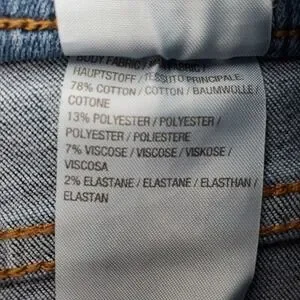 BODY FABRIC /
HAUPTSTOFF / TESSUTO PRINCIPALE:
78% COTTON / COTTON / BAUMWOLLE /
COTONE
13% POLYESTER / POLYESTER /
POLYESTER / POLIESTERE
7% VISCOSE / VISCOSE / VISKOSE /
VISCOSA
2% ELASTANE / ELASTANE / ELASTHAN /
ELASTAN